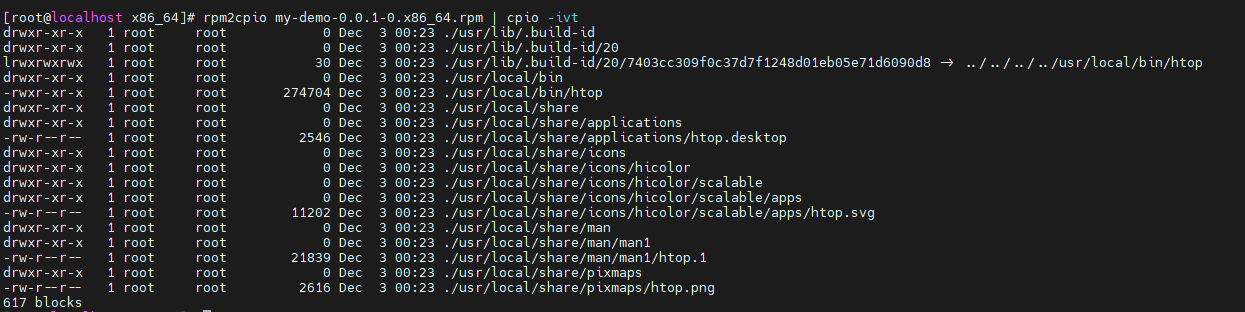 [root@localhost x86_64]# rpm2cpio my-demo-0.0.1-0.x86_64.rpm | cpio -ivt
drwxr-xr-x   1 root     root            0 Dec  3 00:23 ./usr/lib/.build-id
drwxr-xr-x   1 root     root            0 Dec  3 00:23 ./usr/lib/.build-id/20
lrwxrwxrwx   1 root     root           30 Dec  3 00:23 ./usr/lib/.build-id/20/7403cc309f0c37d7f1248d01eb05e71d6090d8 -> ../../../../usr/local/bin/htop
drwxr-xr-x   1 root     root            0 Dec  3 00:23 ./usr/local/bin
-rwxr-xr-x   1 root     root       274704 Dec  3 00:23 ./usr/local/bin/htop
drwxr-xr-x   1 root     root            0 Dec  3 00:23 ./usr/local/share
drwxr-xr-x   1 root     root            0 Dec  3 00:23 ./usr/local/share/applications
-rw-r--r--   1 root     root         2546 Dec  3 00:23 ./usr/local/share/applications/htop.desktop
drwxr-xr-x   1 root     root            0 Dec  3 00:23 ./usr/local/share/icons
drwxr-xr-x   1 root     root            0 Dec  3 00:23 ./usr/local/share/icons/hicolor
drwxr-xr-x   1 root     root            0 Dec  3 00:23 ./usr/local/share/icons/hicolor/scalable
drwxr-xr-x   1 root     root            0 Dec  3 00:23 ./usr/local/share/icons/hicolor/scalable/apps
-rw-r--r--   1 root     root        11202 Dec  3 00:23 ./usr/local/share/icons/hicolor/scalable/apps/htop.svg
drwxr-xr-x   1 root     root            0 Dec  3 00:23 ./usr/local/share/man
drwxr-xr-x   1 root     root            0 Dec  3 00:23 ./usr/local/share/man/man1
-rw-r--r--   1 root     root        21839 Dec  3 00:23 ./usr/local/share/man/man1/htop.1
drwxr-xr-x   1 root     root            0 Dec  3 00:23 ./usr/local/share/pixmaps
-rw-r--r--   1 root     root         2616 Dec  3 00:23 ./usr/local/share/pixmaps/htop.png
617 blocks